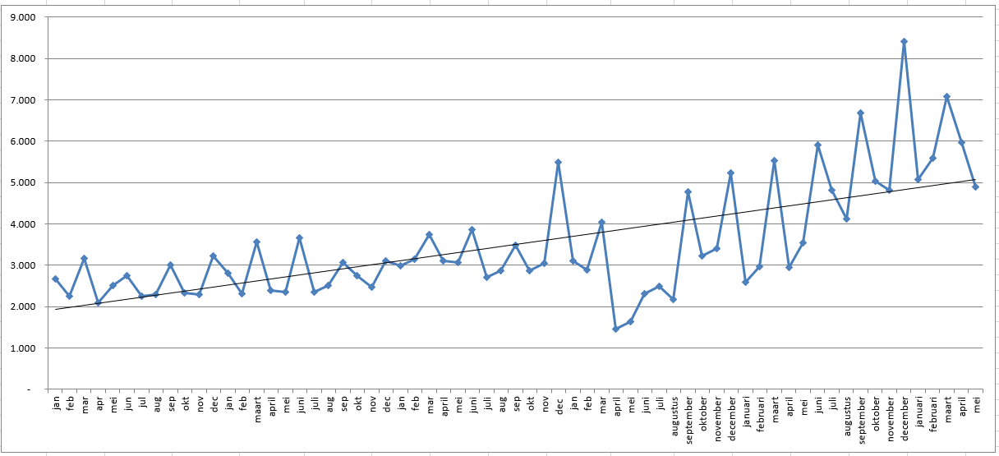 9.000
8.000
7.000
6.000
5.000
4.000
3.000
2.000
1.000
-
jan
feb
mar
apr
mei
jun
jul
aug
sep
okt
nov
dec
jan
feb
maart
april
mei
juni
juli
aug
sep
okt
nov
dec
jan
feb
mar
april
mei
juni
juli
aug
sep
okt
nov
dec
jan
feb
mar
april
mei
juni
juli
augustus
september
oktober
november
december
januari
februari
maart
april
mei
juni
juli
augustus
september
oktober
november
december
januari
februari
maart
april
mei